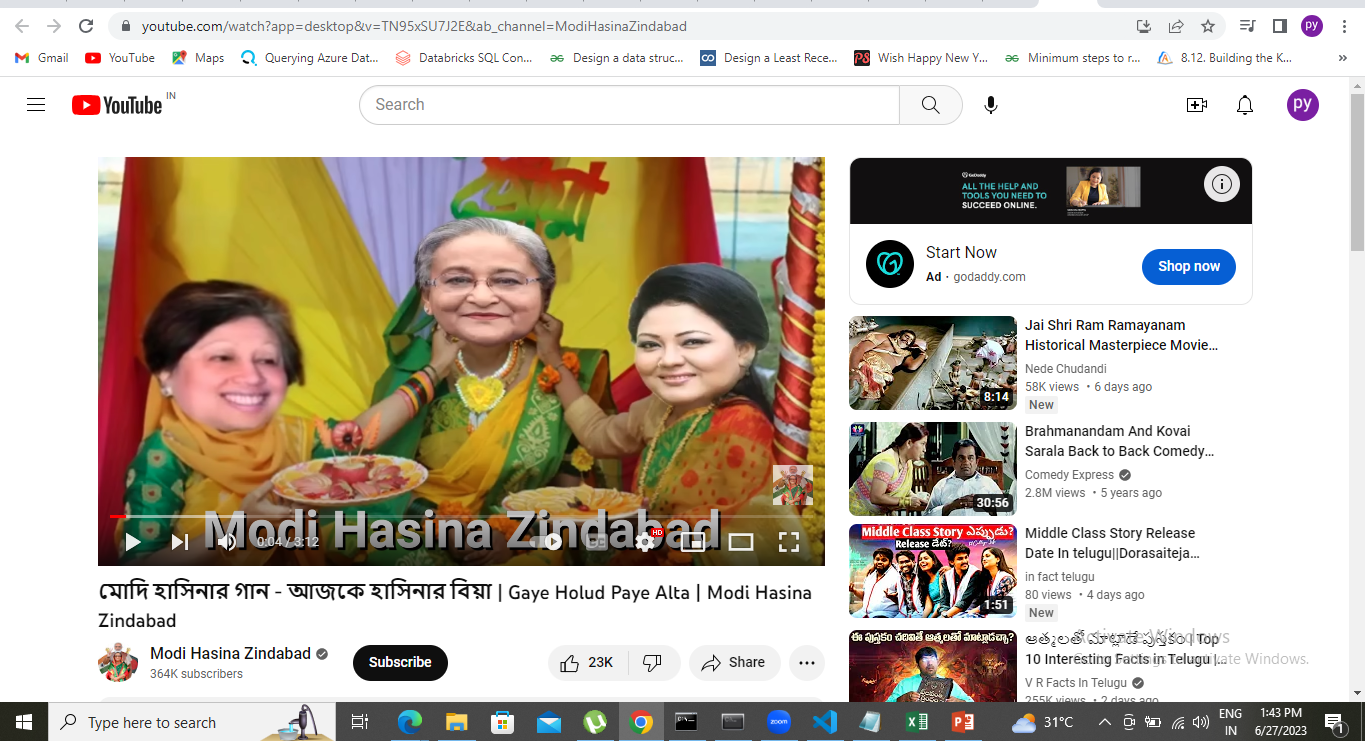 youtube.com/watch?app=desktop&v=TN95xSU7J2E&ab_channel=ModiHasinaZindabad
py
Gmail
YouTube
Maps
Querying Azure Dat...
Databricks SQL Con...
Design a data struc...
Design a Least Rece...
Wish Happy New Y...
Minimum steps to r...
8.12. Building the K...
YouTube IN
Search
py
ALL THE HELP AND
TOOLS YOU NEED TO
SUCCEED ONLINE.
Start Now
Ad · godaddy.com
Shop now
Modi Hasina Zindabad
0:04 / 3:12
HD
মোদি হাসিনার গান - আজকে হাসিনার বিয়া | Gaye Holud Paye Alta | Modi Hasina
Zindabad
Modi Hasina Zindabad
364K subscribers
Subscribe
23K
Share
Jai Shri Ram Ramayanam
Historical Masterpiece Movie...
Nede Chudandi
58K views • 6 days ago
New
8:14
Brahmanandam And Kovai
Sarala Back to Back Comedy...
Comedy Express
2.8M views • 5 years ago
30:56
Middle Class Story ఎప్పుడు?
Release డేట్?
1:51
Middle Class Story Release
Date In telugu||Dorasaiteja...
in fact telugu
80 views • 4 days ago
New
ఈ పుస్తకం చదివితే ఆత్మలతో మాట్లాడచ్చా?
ఆత్మలతో మాట్లాడే పుస్తకం | Top
10 Interesting Facts in Telugu |...
V R Facts In Telugu
255K views • 2 days ago
Activate Windows
Go to Settings to activate Windows.
Type here to search
zoom
31°C
ENG
IN
1:43 PM
6/27/2023
1